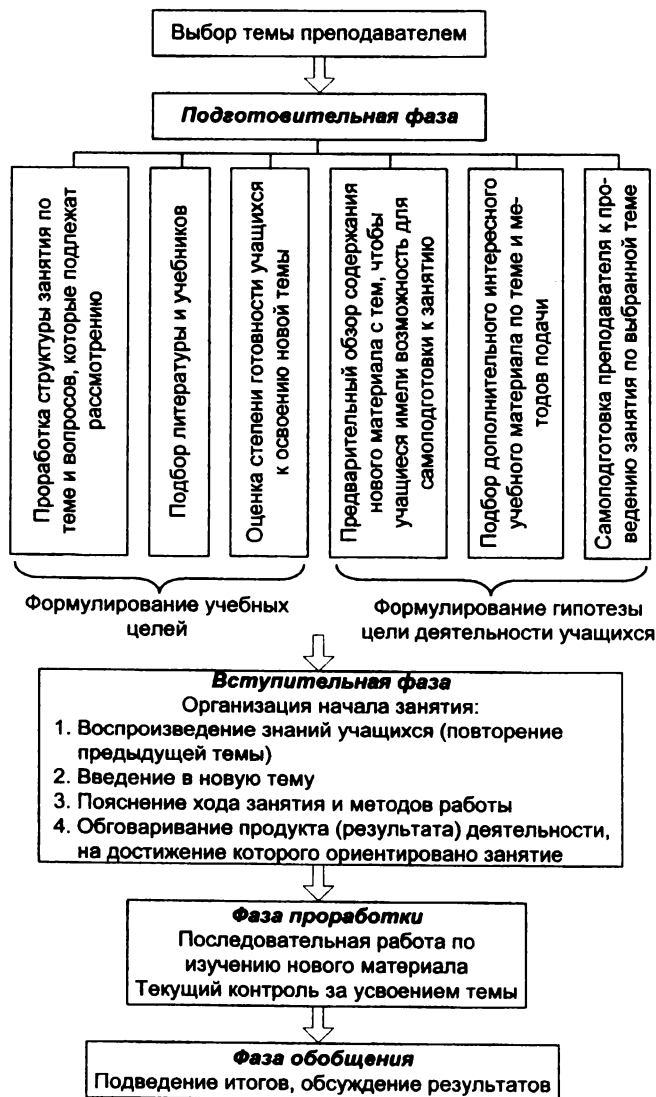 Выбор темы преподавателем
Подготовительная фаза
Проработка структуры занятия по
теме и вопросов, которые подлежат
рассмотрению
Подбор литературы и учебников
Оценка степени готовности учащихся
к освоению новой темы
Предварительный обзор содержания
нового материала с тем, чтобы
учащиеся имели возможность для
самоподготовки к занятию
Подбор дополнительного интересного
учебного материала по теме и ме-
тодов подачи
Самоподготовка преподавателя к про-
ведению занятия по выбранной теме
Формулирование учебных
целей
Формулирование гипотезы
цели деятельности учащихся
Вступительная фаза
Организация начала занятия:
1. Воспроизведение знаний учащихся (повторение
предыдущей темы)
2. Введение в новую тему
3. Пояснение хода занятия и методов работы
4. Обговаривание продукта (результата) деятельности,
на достижение которого ориентировано занятие
Фаза проработки
Последовательная работа по
изучению нового материала
Текущий контроль за усвоением темы
Фаза обобщения
Подведение итогов, обсуждение результатов